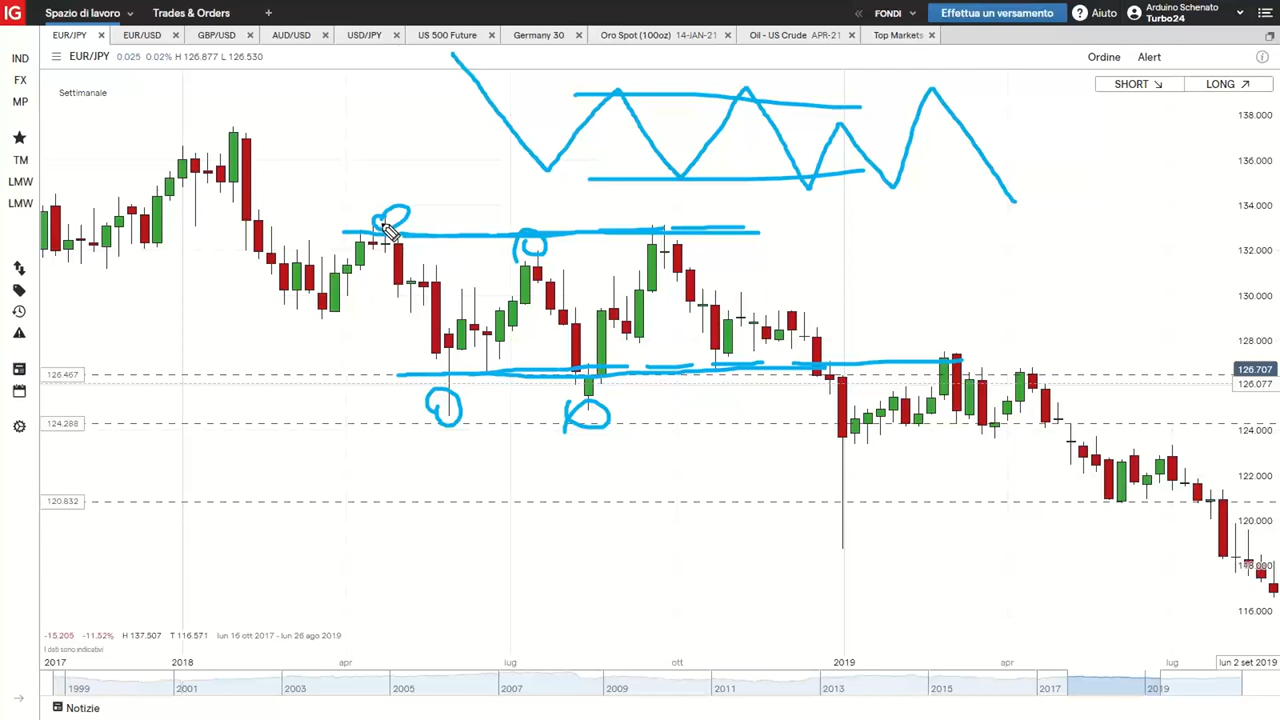 IG Spazio di lavoro Trades & Orders + « FONDI Effettua un versamento ? Aiuto Arduino Schenato
Turbo24
EUR/JPY × EUR/USD × GBP/USD × AUD/USD × USD/JPY × US 500 Future × Germany 30 × Oro Spot (100oz) 14-JAN-21 × Oil - US Crude APR-21 × Top Markets ×
IND
FX
MP
TM
LMW
LMW
EUR/JPY 0.025 0.02% H 126.877 L 126.530 Ordine Alert
SHORT LONG
Settimanale
138.000
136.000
134.000
132.000
130.000
128.000
126.707
126.467
126.077
124.288
124.000
122.000
120.832
120.000
118.000
116.000
-15.205 -11.52% H 137.507 T 116.571 lun 16 ott 2017 - lun 26 ago 2019
I dati sono indicativi
2017 2018 apr lug ott 2019 apr lug lun 2 set 2019
1999 2001 2003 2005 2007 2009 2011 2013 2015 2017 2019
Notizie